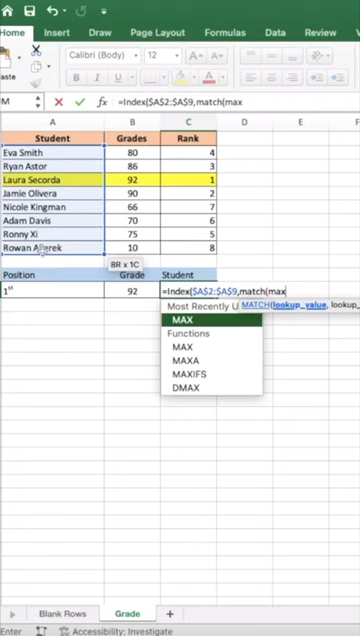 Home Insert Draw Page Layout Formulas Data Review
Calibri (Body) 12 A A
B I U A
=Index($A$2:$A$9,match(max
A B C D E F
Student Grades Rank
Eva Smith 80 4
Ryan Astor 86 3
Laura Secorda 92 1
Jamie Olivera 90 2
Nicole Kingman 66 7
Adam Davis 70 6
Ronny Xi 75 5
Rowan 10 8
8R x 1C
Position Grade Student
1st 92 =Index($A$2:$A$9,match(max
Most Recently U MATCH(lookup_value, lookup_
MAX
Functions
MAX
MAXA
MAXIFS
DMAX
Blank Rows Grade +
Enter Accessibility: Investigate